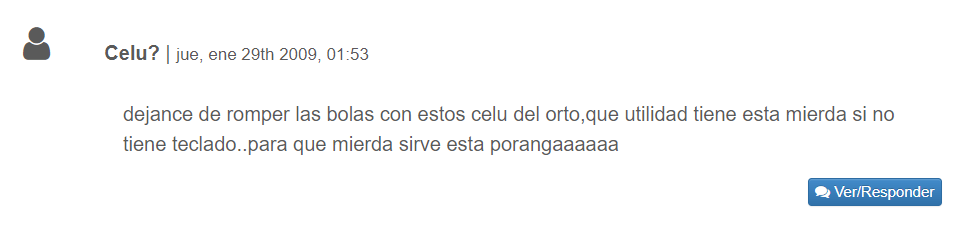 Celu? | jue, ene 29th 2009, 01:53
dejance de romper las bolas con estos celu del orto,que utilidad tiene esta mierda si no
tiene teclado..para que mierda sirve esta porangaaaaaa
Ver/Responder